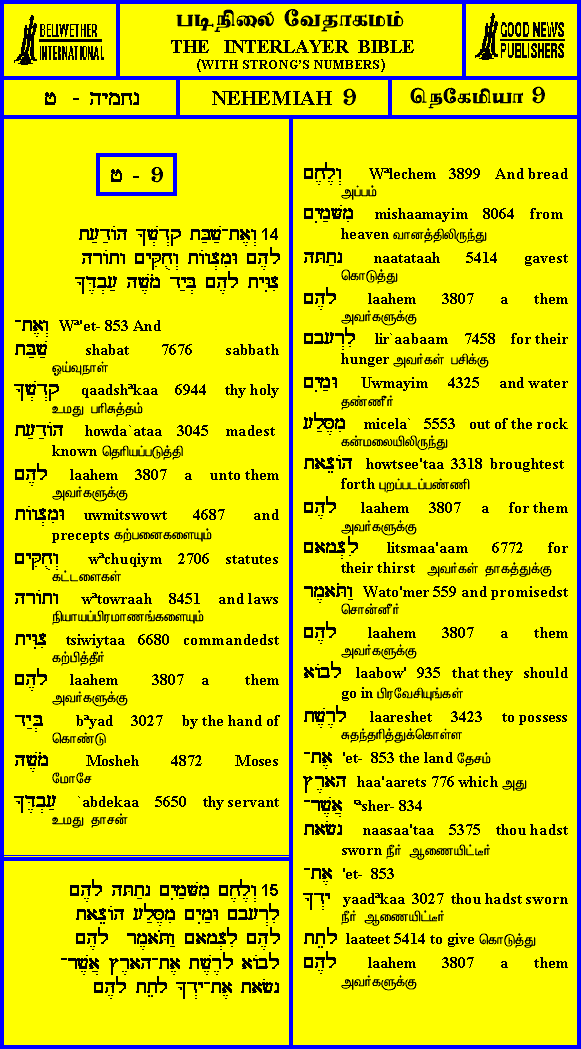 BELLWETHER
INTERNATIONAL
படிநிலை வேதாகமம்
THE INTERLAYER BIBLE
(WITH STRONG'S NUMBERS)
GOOD NEWS
PUBLISHERS
נחמיה - ט
NEHEMIAH 9
நெகேமியா 9
ט - 9
14 וְאֶת־שַׁבַּת קָדְשְׁךָ הוֹדַעַתָ
לָהֶם וּמִצְווֹת וְחֻקִּים וְתוֹרָה
צִוִּיתָ לָהֶם בְּיַד מֹשֶׁה עַבְדֶּךָ
וְאֶת־ Wª'et- 853 And
שַׁבַּת shabat 7676 sabbath
ஓய்வுநாள்
קָדְשְׁךָ qaadshªkaa 6944 thy holy
உமது பரிசுத்தம்
הוֹדַעַתָ howda`ataa 3045 madest
known தெரியப்படுத்தி
לָהֶם laahem 3807 a unto them
அவர்களுக்கு
וּמִצְווֹת uwmitswowt 4687 and
precepts கற்பனைகளையும்
וְחֻקִּים wªchuqiym 2706 statutes
கட்டளைகள்
וְתוֹרָה wªtowraah 8451 and laws
நியாயப்பிரமாணங்களையும்
צִוִּיתָ tsiwiytaa 6680 commandedst
கற்பித்தீர்
לָהֶם laahem 3807 a them
அவர்களுக்கு
בְּיַד bªyad 3027 by the hand of
கொண்டு
מֹשֶׁה Mosheh 4872 Moses
மோசே
עַבְדֶּךָ `abdekaa 5650 thy servant
உமது தாசன்
15 וְלֶחֶם מִשָּׁמַיִם נָתַתָּה לָהֶם
לִרְעָבָם וּמַיִם מִסֶּלַע הוֹצֵאתָ
לָהֶם לִצְמָאָם וַתֹּאמֶר לָהֶם
לָבוֹא לָרֶשֶׁת אֶת־הָאָרֶץ אֲשֶׁר־
נָשָׂאתָ אֶת־יָדְךָ לָתֵת לָהֶם
וְלֶחֶם Wªlechem 3899 And bread
அப்பம்
מִשָּׁמַיִם mishaamayim 8064 from
heaven வானத்திலிருந்து
נָתַתָּה naatataah 5414 gavest
கொடுத்து
לָהֶם laahem 3807 a them
அவர்களுக்கு
לִרְעָבָם lir`aabaam 7458 for their
hunger அவர்கள் பசிக்கு
וּמַיִם Uwmayim 4325 and water
தண்ணீர்
מִסֶּלַע micela` 5553 out of the rock
கன்மலையிலிருந்து
הוֹצֵאתָ howtsee'taa 3318 broughtest
forth புறப்படப்பண்ணி
לָהֶם laahem 3807 a for them
அவர்களுக்கு
לִצְמָאָם litsmaa'aam 6772 for
their thirst அவர்கள் தாகத்துக்கு
וַתֹּאמֶר Wato'mer 559 and promisedst
சொன்னீர்
לָהֶם laahem 3807 a them
அவர்களுக்கு
לָבוֹא laabow' 935 that they should
go in பிரவேசியுங்கள்
לָרֶשֶׁת laareshet 3423 to possess
சுதந்தரித்துக்கொள்ள
אֶת־ 'et- 853 the land தேசம்
הָאָרֶץ haa'aarets 776 which அது
אֲשֶׁר־ ªsher- 834
נָשָׂאתָ naasaa'taa 5375 thou hadst
sworn நீர் ஆணையிட்டீர்
אֶת־ 'et- 853
יָדְךָ yaadªkaa 3027 thou hadst sworn
நீர் ஆணையிட்டீர்
לָתֵת laateet 5414 to give கொடுத்து
לָהֶם laahem 3807 a them
அவர்களுக்கு